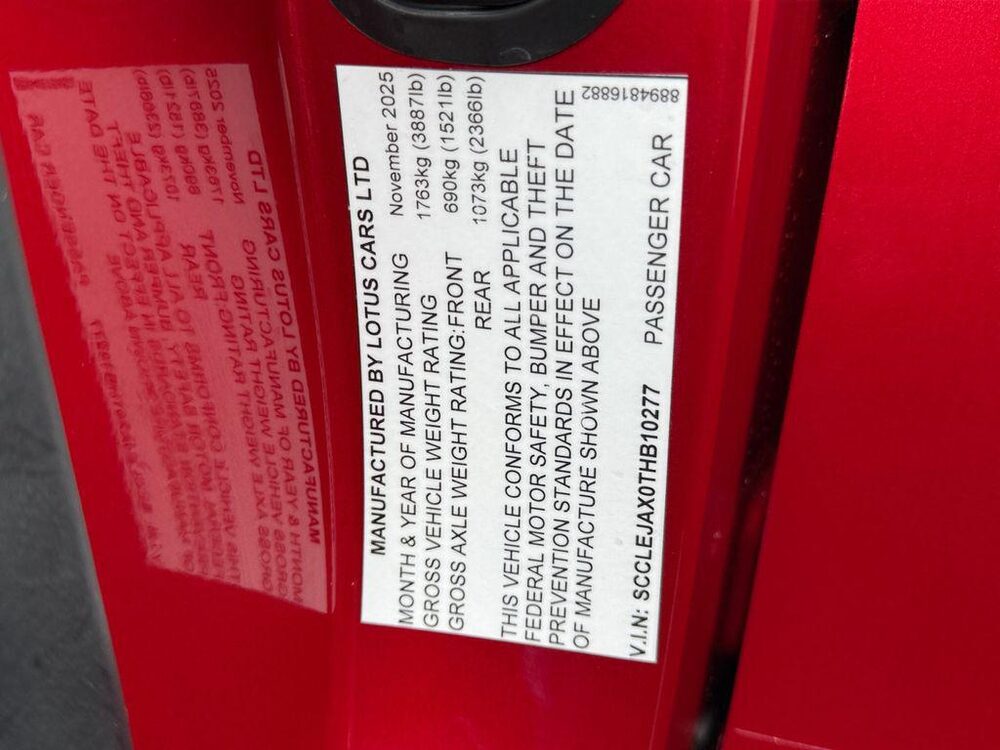 MANUFACTURED BY LOTUS CARS LTD
MONTH & YEAR OF MANUFACTURING November 2025
GROSS VEHICLE WEIGHT RATING 1763kg (3887lb)
GROSS AXLE WEIGHT RATING:FRONT 690kg (1521lb)
REAR 1073kg (2366lb)
THIS VEHICLE CONFORMS TO ALL APPLICABLE
FEDERAL MOTOR SAFETY, BUMPER AND THEFT
PREVENTION STANDARDS IN EFFECT ON THE DATE
OF MANUFACTURE SHOWN ABOVE
V.I.N: SCCLEJAX0THB10277 PASSENGER CAR
8894816882